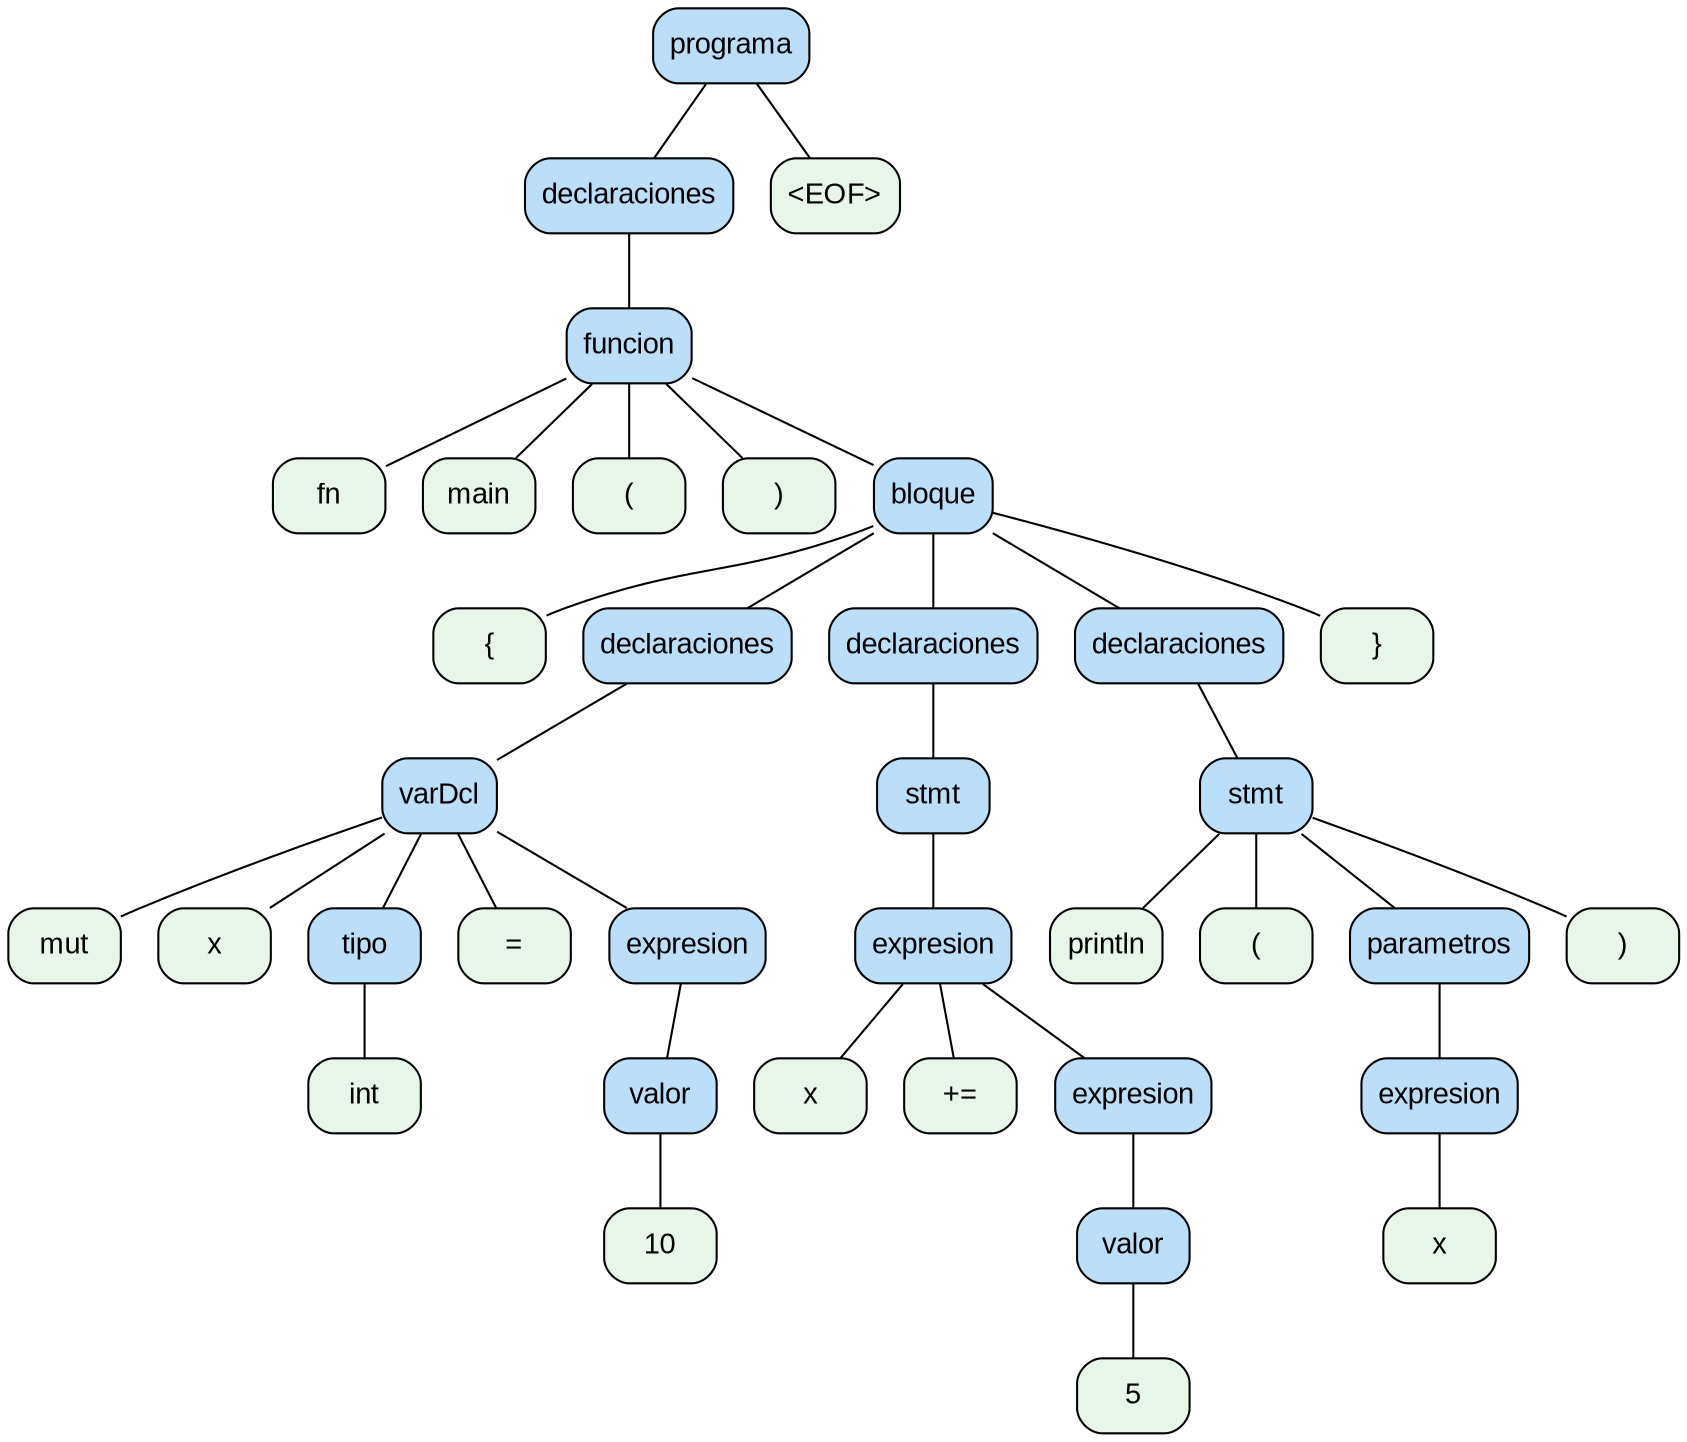 programa
declaraciones
<EOF>
funcion
fn
main
(
)
bloque
{
declaraciones
declaraciones
declaraciones
}
varDcl
stmt
stmt
mut
x
tipo
=
expresion
expresion
println
(
parametros
)
int
valor
x
+=
expresion
expresion
10
valor
x
5